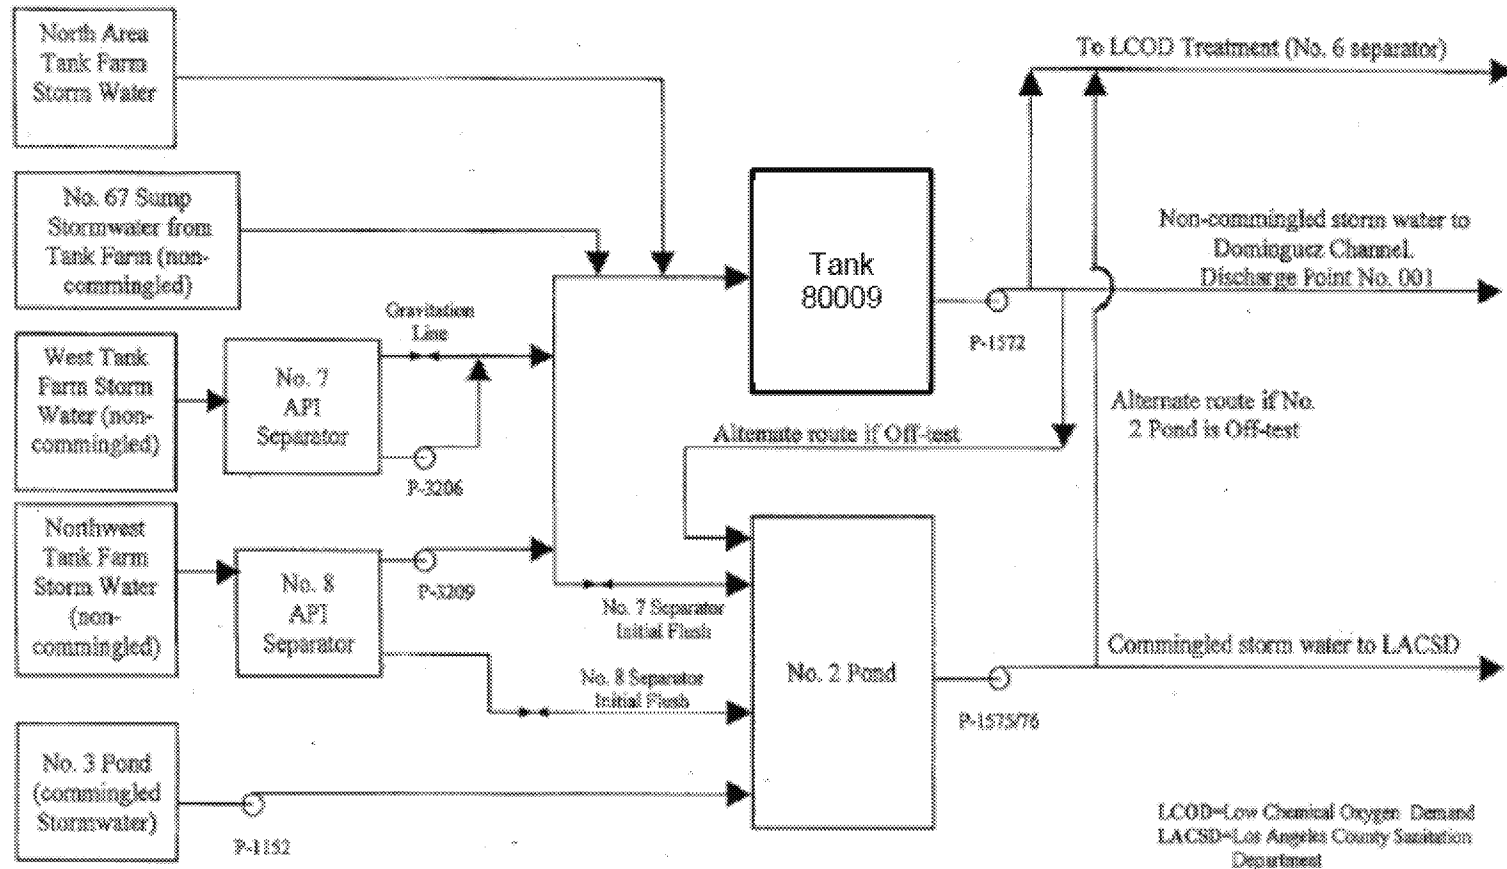 North Area
Tank Farm
Storm Water
To LCOD Treatment (No. 6 separator)
No. 67 Sump
Stormwater from
Tank Farm (non-
commingled)
Tank
80009
Non-commingled storm water to
Dominguez Channel.
Discharge Point No. 001
P-1572
Gravitation
Line
West Tank
Farm Storm
Water (non-
commingled)
No. 7
API
Separator
P-3206
Alternate route if Off-test
Alternate route if No.
2 Pond is Off-test
Northwest
Tank Farm
Storm Water
(non-
commingled)
No. 8
API
Separator
P-3209
No. 7 Separator
Initial Flush
No. 8 Separator
Initial Flush
No. 2 Pond
P-1575/76
Commingled storm water to LACSD
No. 3 Pond
(commingled
Stormwater)
P-1152
LCOD=Low Chemical Oxygen Demand
LACSD=Los Angeles County Sanitation
Department